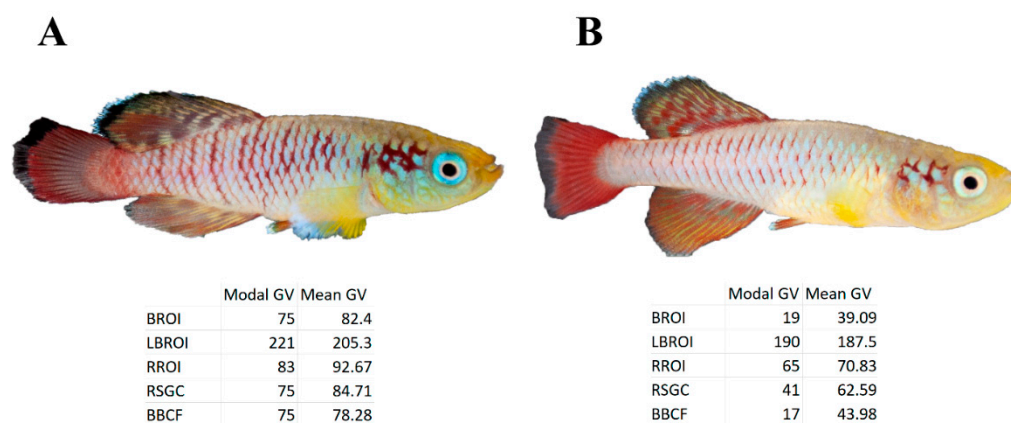 A
B
Modal GV Mean GV
BROI 75 82.4
LBROI 221 205.3
RROI 83 92.67
RSGC 75 84.71
BBCF 75 78.28
Modal GV Mean GV
BROI 19 39.09
LBROI 190 187.5
RROI 65 70.83
RSGC 41 62.59
BBCF 17 43.98